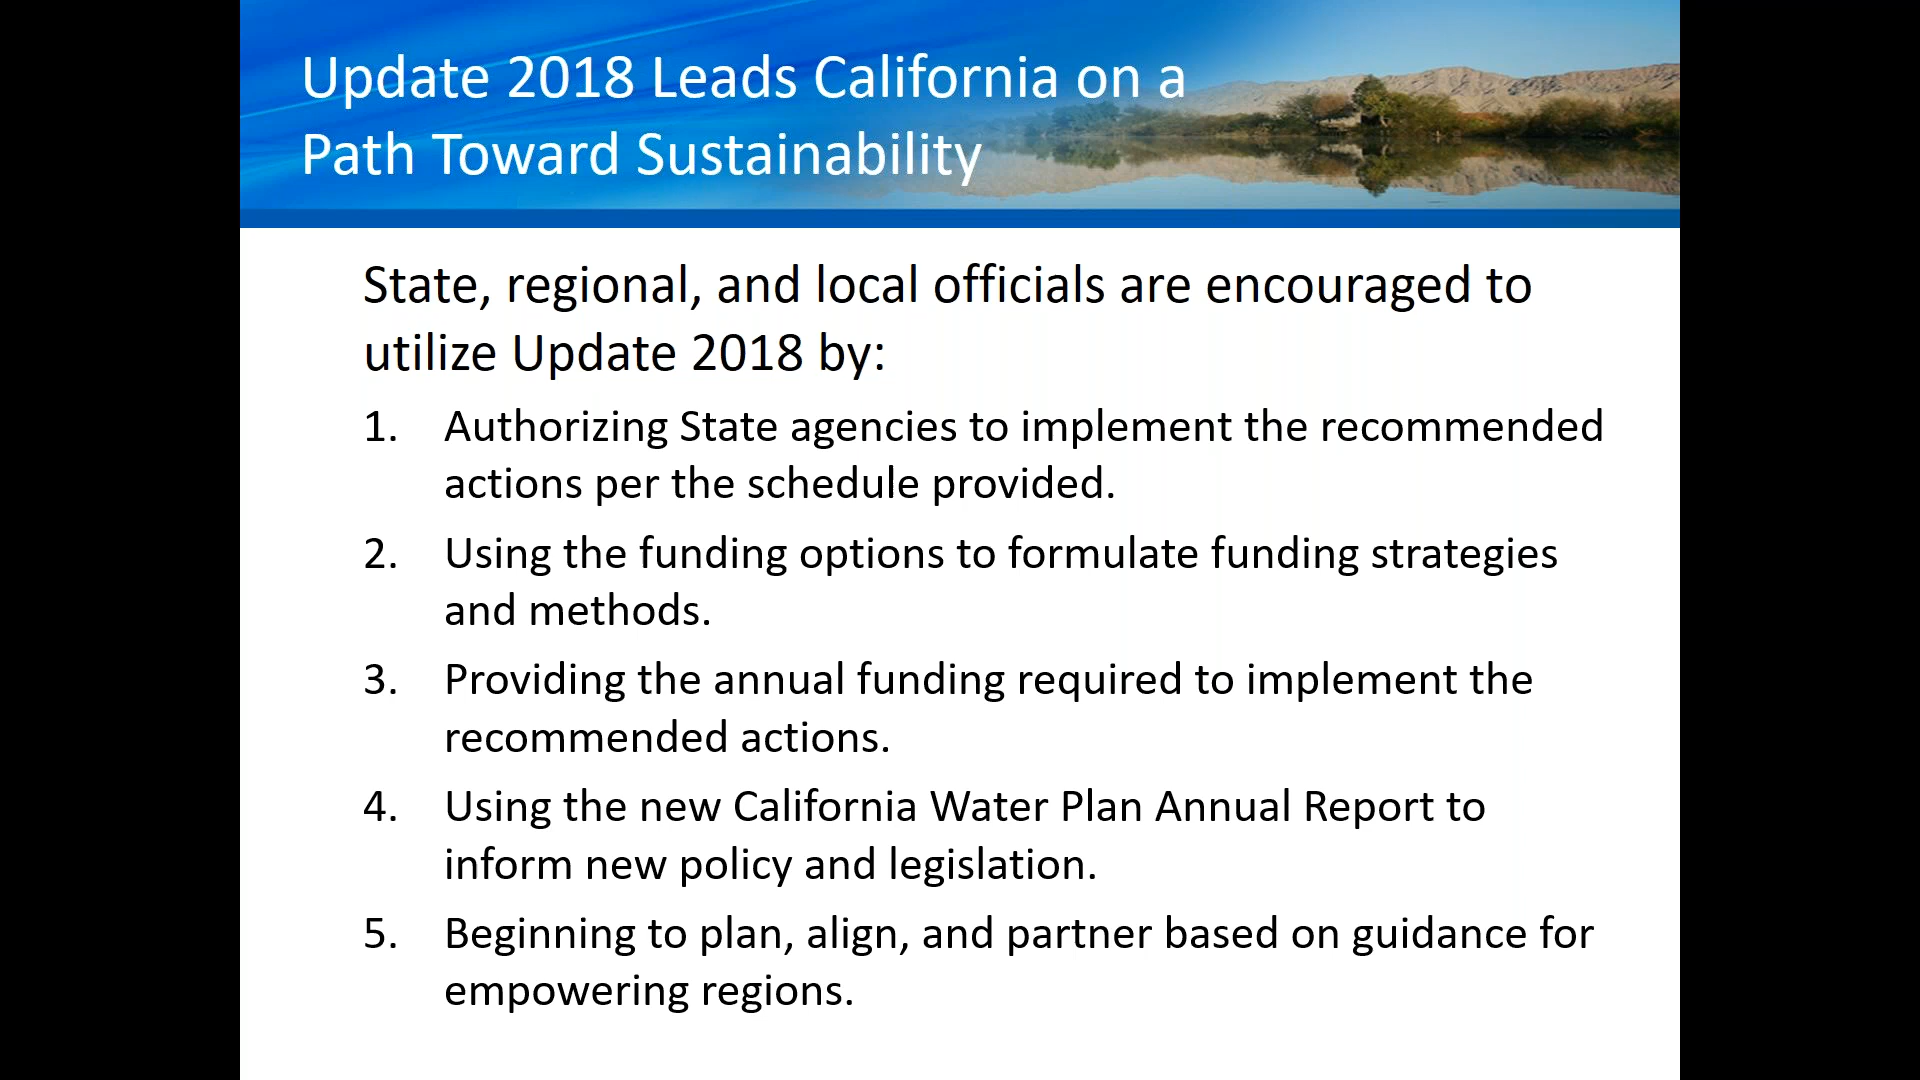 Update 2018 Leads California on a
Path Toward Sustainability
State, regional, and local officials are encouraged to
utilize Update 2018 by:
1. Authorizing State agencies to implement the recommended
actions per the schedule provided.
2. Using the funding options to formulate funding strategies
and methods.
3. Providing the annual funding required to implement the
recommended actions.
4. Using the new California Water Plan Annual Report to
inform new policy and legislation.
5. Beginning to plan, align, and partner based on guidance for
empowering regions.